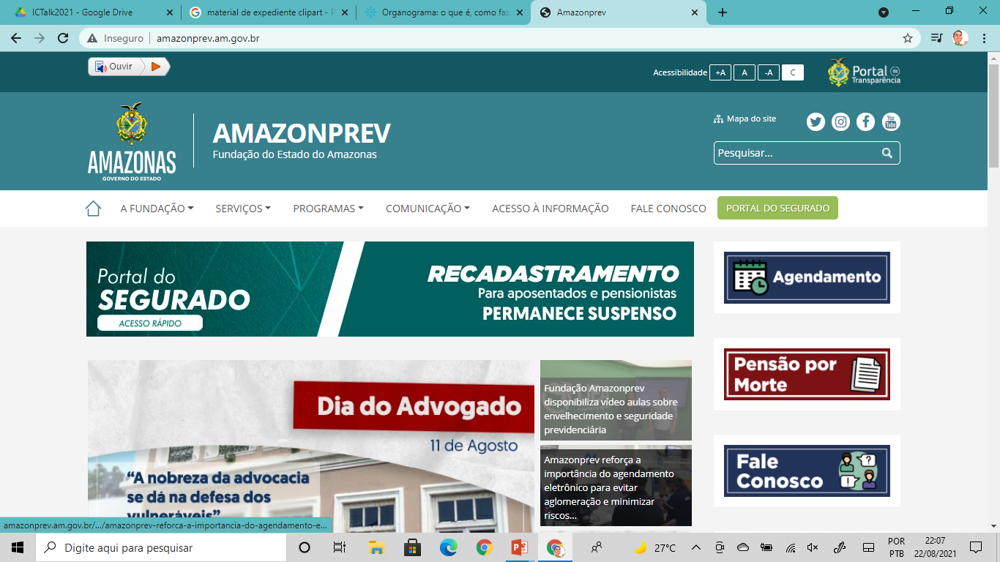 ICTalk2021 - Google Drive
material de expediente clipart - P
Organograma: o que é, como faz
Amazonprev
Inseguro
amazonprev.am.gov.br
Ouvir
Acessibilidade +A A -A C
Portal da
Transparência
AMAZONAS
GOVERNO DO ESTADO
AMAZONPREV
Fundação do Estado do Amazonas
Mapa do site
You
Tube
Pesquisar...
A FUNDAÇÃO
SERVIÇOS
PROGRAMAS
COMUNICAÇÃO
ACESSO À INFORMAÇÃO
FALE CONOSCO
PORTAL DO SEGURADO
Portal do
SEGURADO
ACESSO RÁPIDO
RECADASTRAMENTO
Para aposentados e pensionistas
PERMANECE SUSPENSO
Agendamento
Pensão por
Morte
Fale
Conosco
Dia do Advogado
11 de Agosto
“A nobreza da advocacia
se dá na defesa dos
vulneráveis”
Fundação Amazonprev
disponibiliza vídeo aulas sobre
envelhecimento e seguridade
previdenciária
Amazonprev reforça a
importância do agendamento
eletrônico para evitar
aglomeração e minimizar
riscos...
amazonprev.am.gov.br/.../amazonprev-reforca-a-importancia-do-agendamento-e...
Digite aqui para pesquisar
27°C
POR
PTB
22:07
22/08/2021